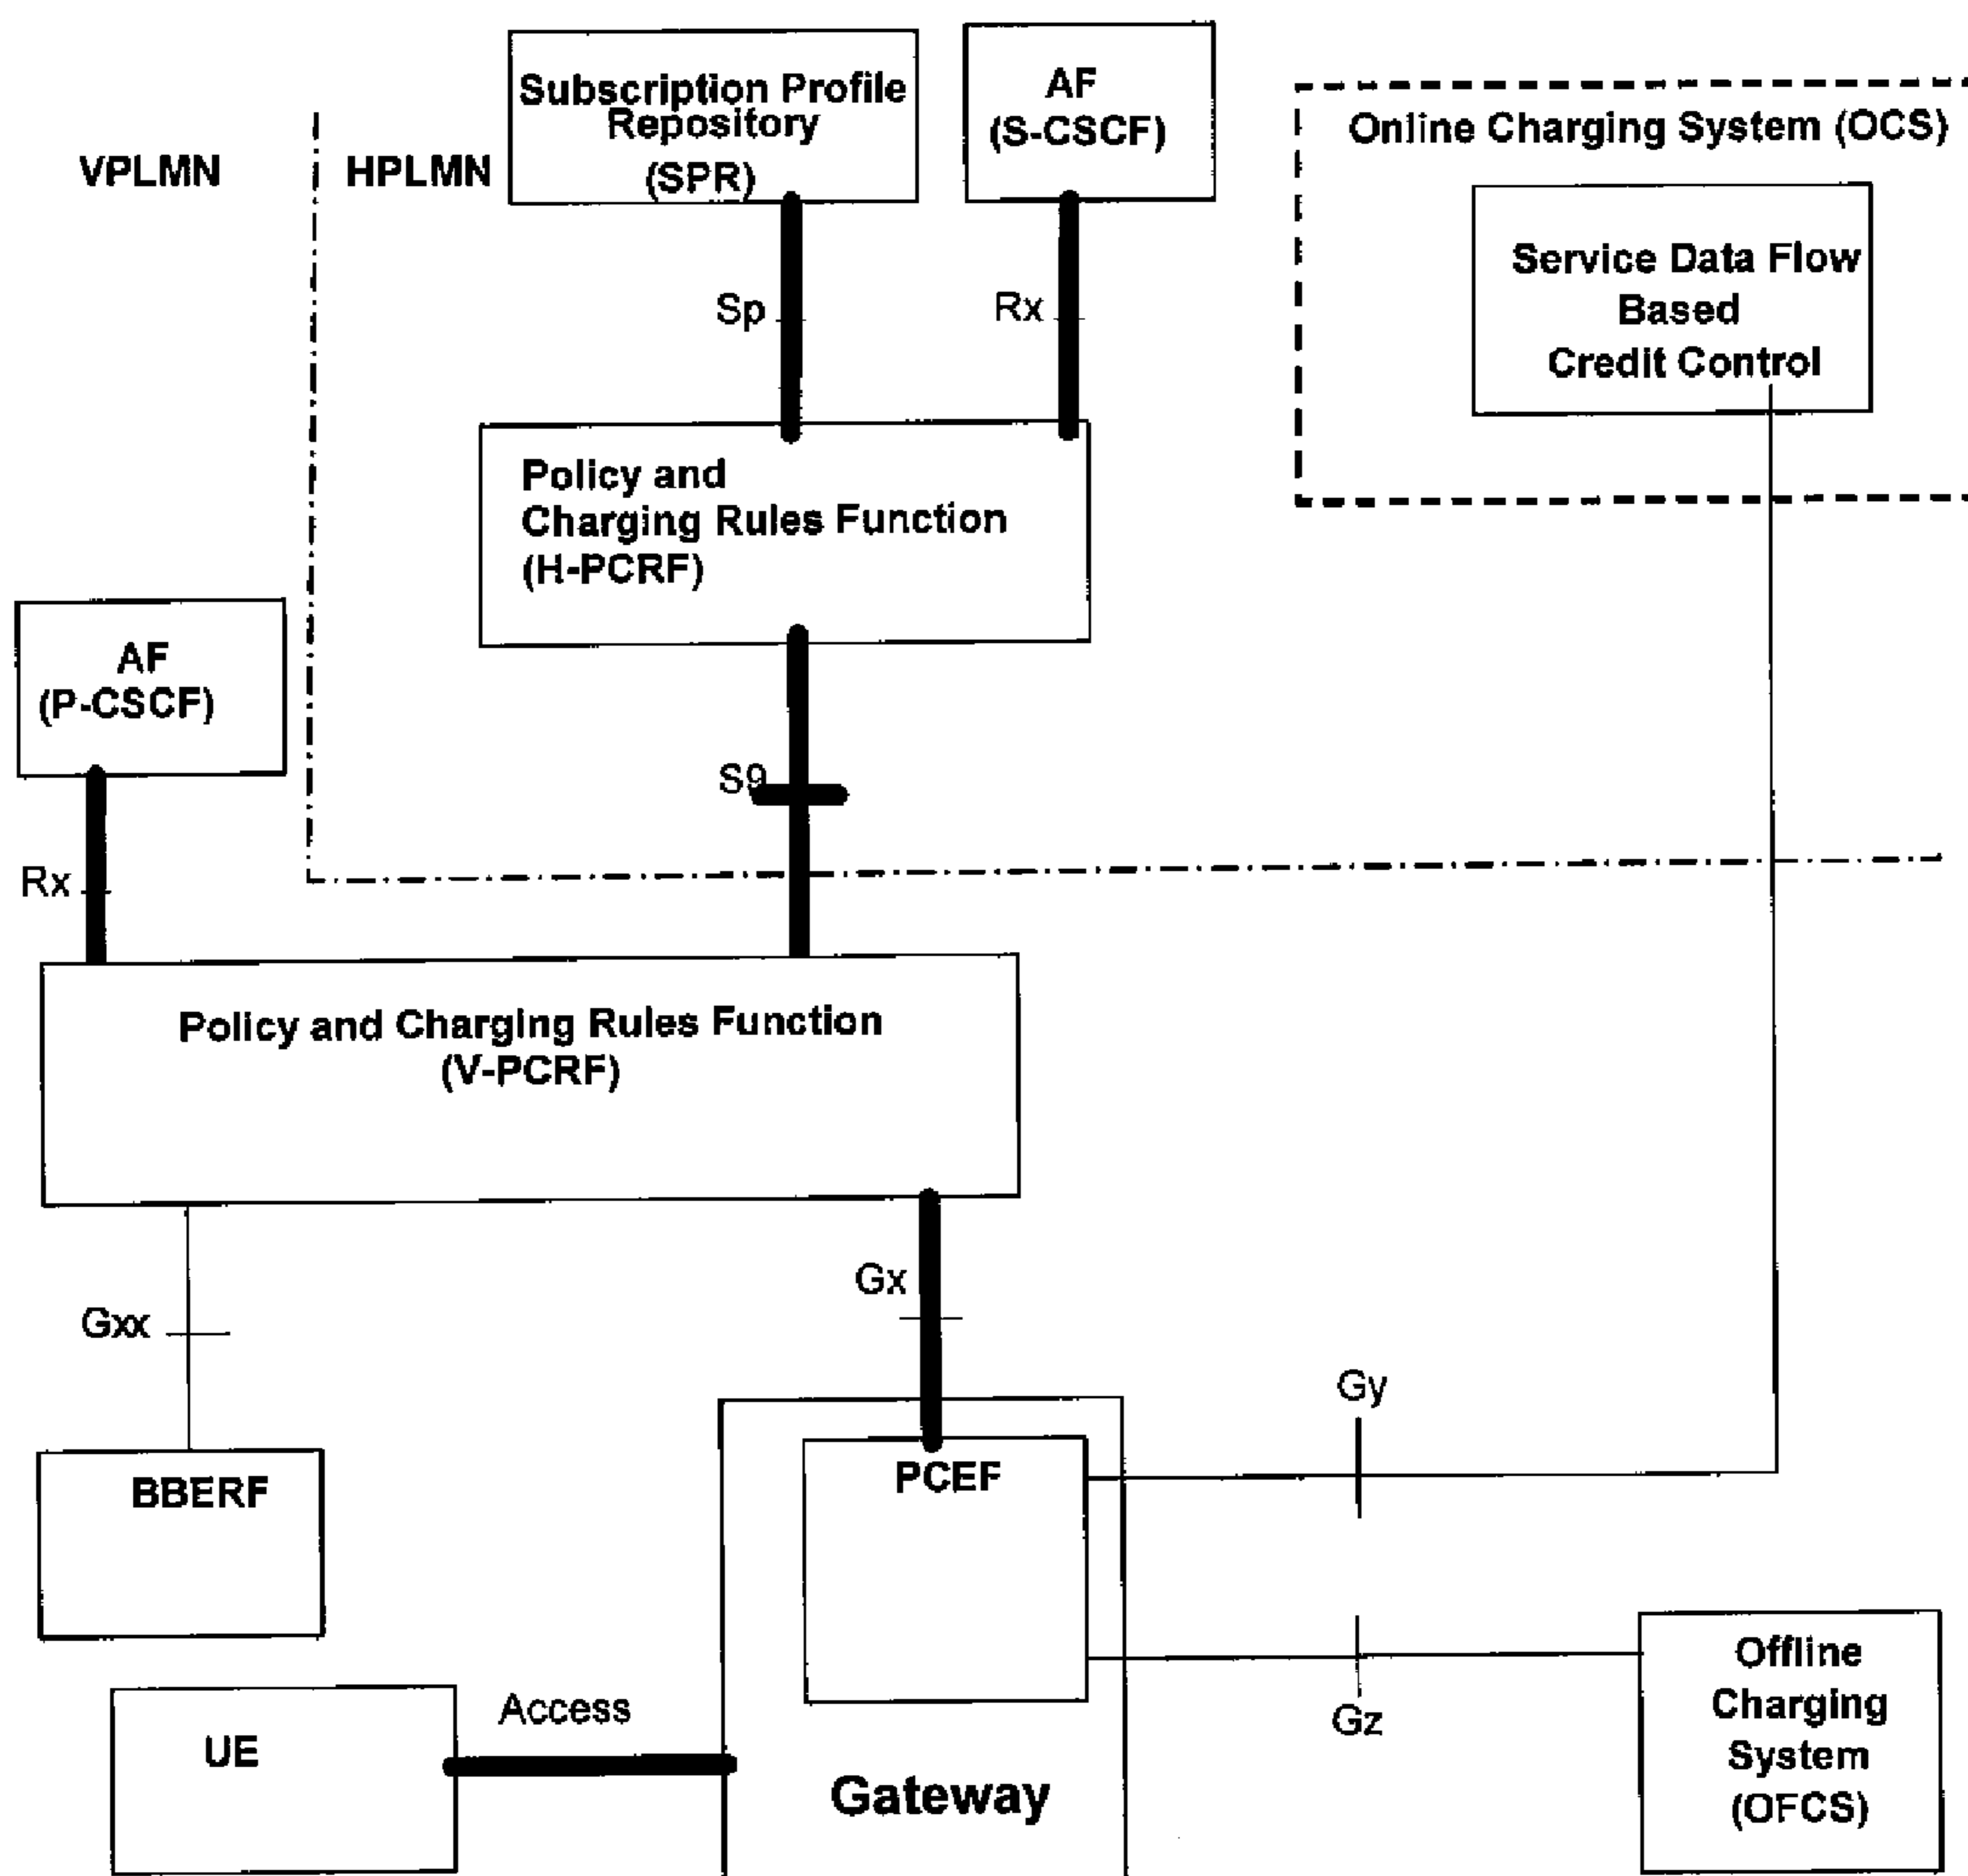 VPLMN
HPLMN
Subscription Profile
Repository
(SPR)
AF
(S-CSCF)
Online Charging System (OCS)
Service Data Flow
Based
Credit Control
Sp
Rx
Policy and
Charging Rules Function
(H-PCRF)
AF
(P-CSCF)
S9
Rx
Policy and Charging Rules Function
(V-PCRF)
Gxx
Gx
Gy
BBERF
PCEF
UE
Access
Gateway
Gz
Offline
Charging
System
(OFCS)